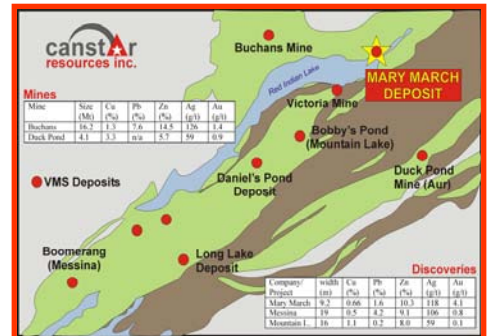 canstar
resources inc.
Buchans Mine
Red Indian Lake
MARY MARCH
DEPOSIT
Mines
Mine Size (Mt) Cu (%) Pb (%) Zn (%) Ag (g/t) Au (g/t)
Buchans 16.2 1.3 7.6 14.5 126 1.4
Duck Pond 4.1 3.3 n/a 5.7 59 0.9
Victoria Mine
Bobby's Pond
(Mountain Lake)
Duck Pond
Mine (Aur)
VMS Deposits
Daniel's Pond
Deposit
Boomerang
(Messina)
Long Lake
Deposit
Discoveries
Company/Project width (m) Cu (%) Pb (%) Zn (%) Ag (g/t) Au (g/t)
Mary March 9.2 0.66 1.6 10.3 118 4.1
Messina 19 0.5 4.2 9.1 106 0.8
Mountain L. 16 1.1 0.2 8.0 59 0.1